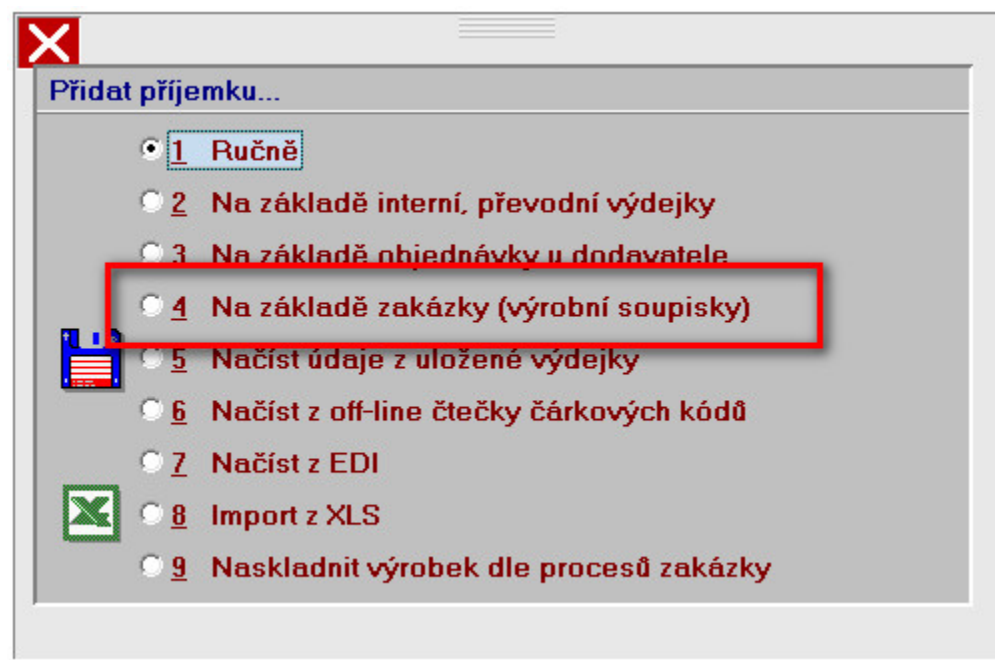 Přidat příjemku...
1 Ručně
2 Na základě interní, převodní výdejky
3 Na základě objednávky u dodavatele
4 Na základě zakázky (výrobní soupisky)
5 Načíst údaje z uložené výdejky
6 Načíst z off-line čtečky čárkových kódů
7 Načíst z EDI
8 Import z XLS
9 Naskladnit výrobek dle procesů zakázky